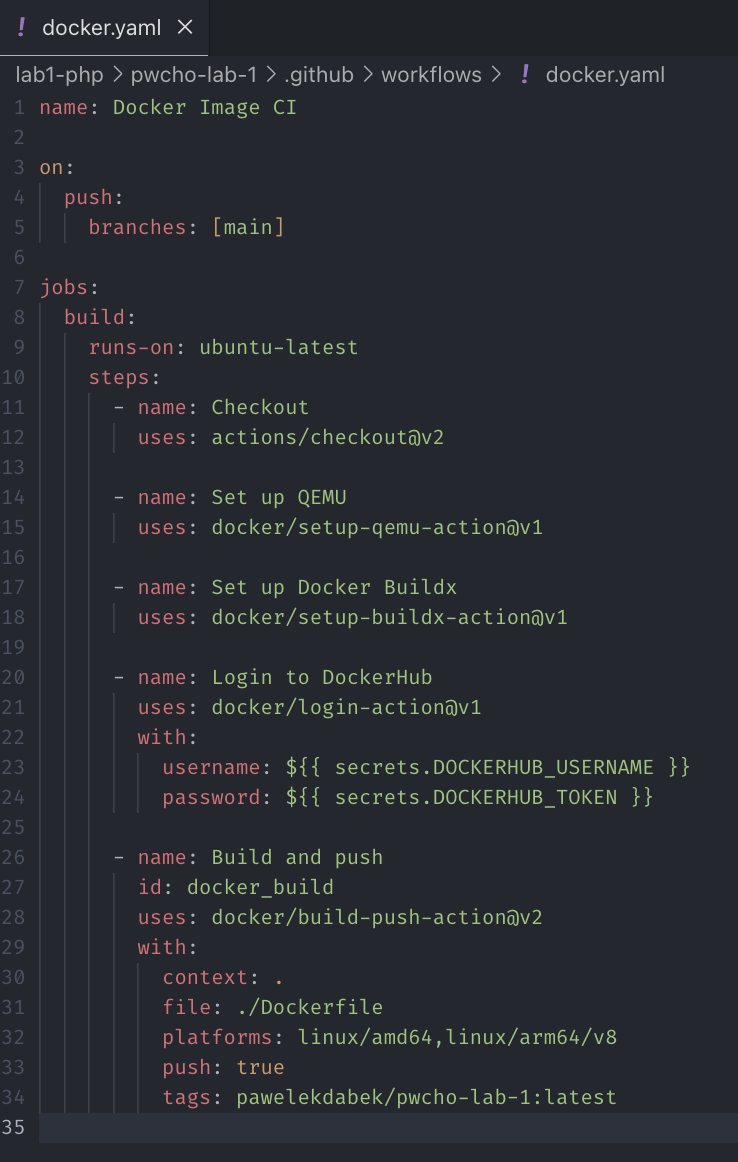 ! docker.yaml ×
lab1-php > pwcho-lab-1 > .github > workflows > ! docker.yaml
1 name: Docker Image CI
2
3 on:
4   push:
5     branches: [main]
6
7 jobs:
8   build:
9     runs-on: ubuntu-latest
10     steps:
11       - name: Checkout
12         uses: actions/checkout@v2
13
14       - name: Set up QEMU
15         uses: docker/setup-qemu-action@v1
16
17       - name: Set up Docker Buildx
18         uses: docker/setup-buildx-action@v1
19
20       - name: Login to DockerHub
21         uses: docker/login-action@v1
22         with:
23           username: ${{ secrets.DOCKERHUB_USERNAME }}
24           password: ${{ secrets.DOCKERHUB_TOKEN }}
25
26       - name: Build and push
27         id: docker_build
28         uses: docker/build-push-action@v2
29         with:
30           context: .
31           file: ./Dockerfile
32           platforms: linux/amd64,linux/arm64/v8
33           push: true
34           tags: pawelekdabek/pwcho-lab-1:latest
35